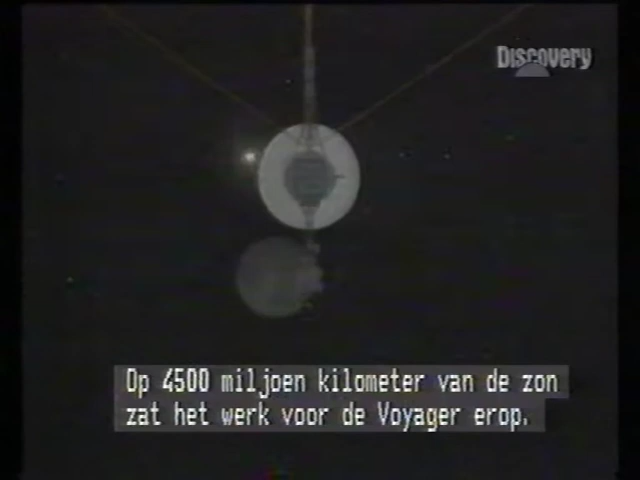 Discovery
Op 4500 miljoen kilometer van de zon
zat het werk voor de Voyager erop.